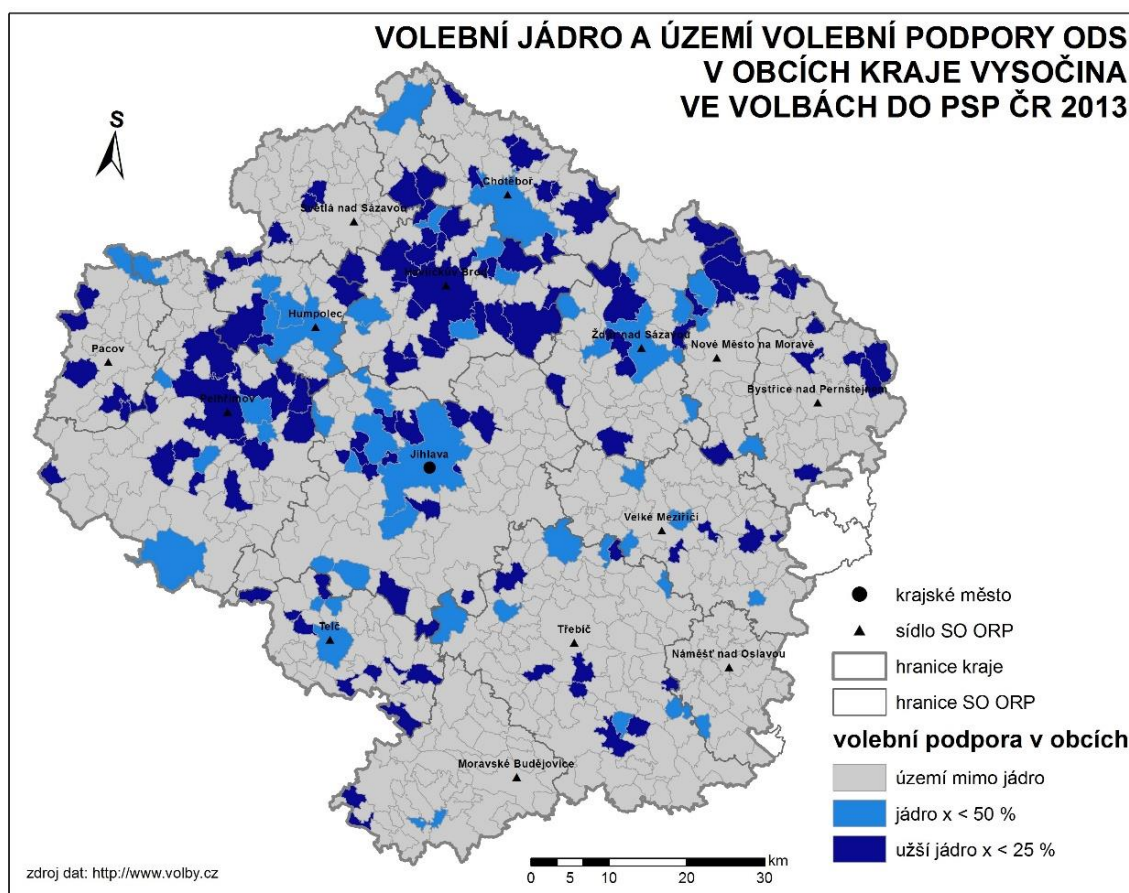 VOLEBNÍ JÁDRO A ÚZEMÍ VOLEBNÍ PODPORY ODS
V OBCÍCH KRAJE VYSOČINA
VE VOLBÁCH DO PSP ČR 2013
S
Chotěboř
Světlá nad Sázavou
Havlíčkův Brod
Humpolec
Pacov
Žďár nad Sázavou
Nové Město na Moravě
Bystřice nad Pernštejnem
Pelhřimov
Jihlava
Velké Meziříčí
Telč
Třebíč
Náměšť nad Oslavou
Moravské Budějovice
krajské město
sídlo SO ORP
hranice kraje
hranice SO ORP
volební podpora v obcích
území mimo jádro
jádro x < 50 %
užší jádro x < 25 %
zdroj dat: http://www.volby.cz
km
0 5 10 20 30